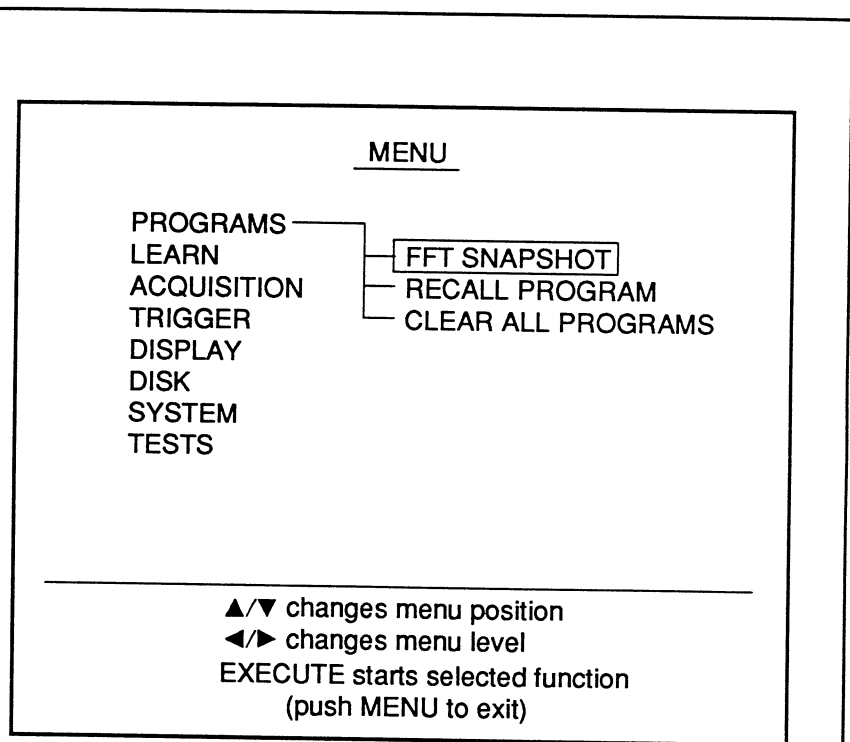 MENU
PROGRAMS
LEARN
ACQUISITION
TRIGGER
DISPLAY
DISK
SYSTEM
TESTS
FFT SNAPSHOT
RECALL PROGRAM
CLEAR ALL PROGRAMS
▲/▼ changes menu position
◄/► changes menu level
EXECUTE starts selected function
(push MENU to exit)